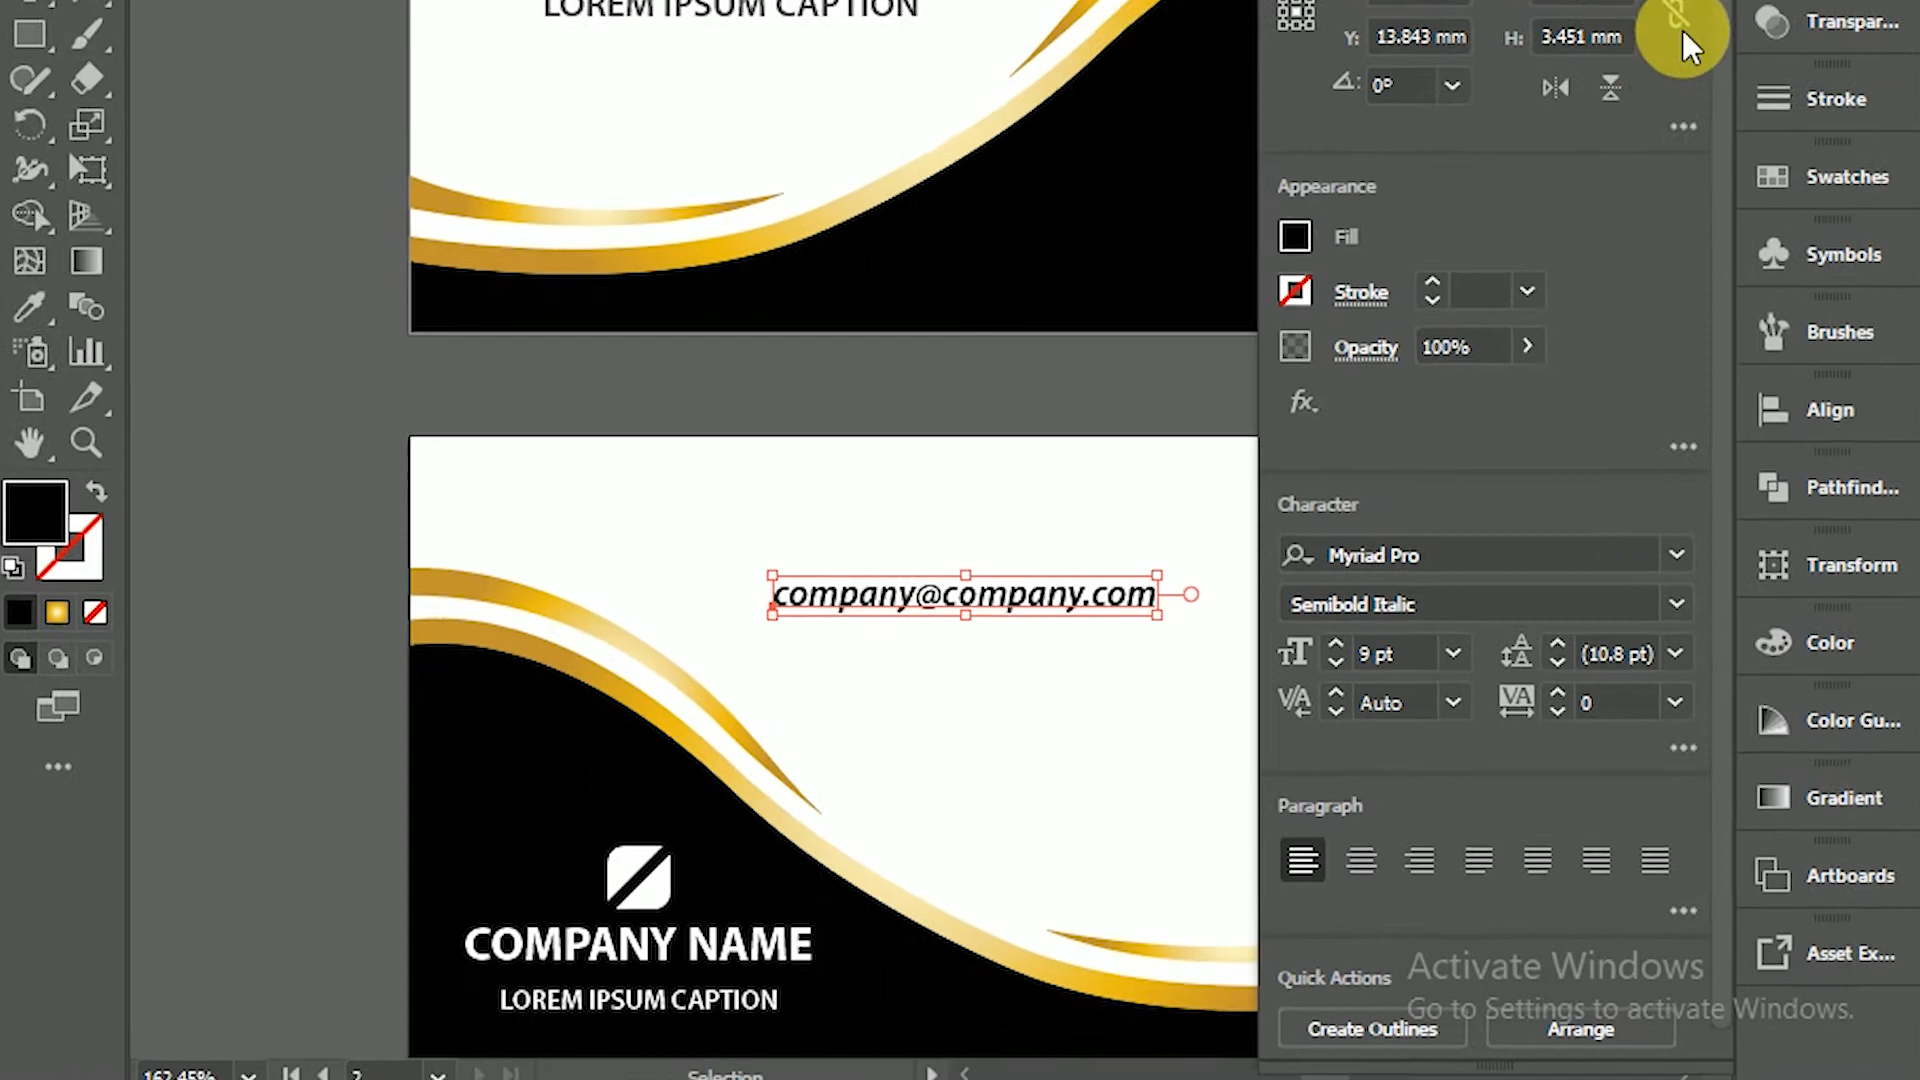 LOREM IPSUM CAPTION
Y: 13.843 mm H: 3.451 mm
0°
Transpar...
Stroke
Swatches
Symbols
Brushes
Align
Pathfind...
Transform
Color
Color Gu...
Gradient
Artboards
Asset Ex...
Appearance
Fill
Stroke
Opacity 100%
fx.
Character
Myriad Pro
Semibold Italic
9 pt (10.8 pt)
Auto 0
Paragraph
Quick Actions
Create Outlines Arrange
Activate Windows
Go to Settings to activate Windows.
company@company.com
COMPANY NAME
LOREM IPSUM CAPTION
162.45% 2 Selection